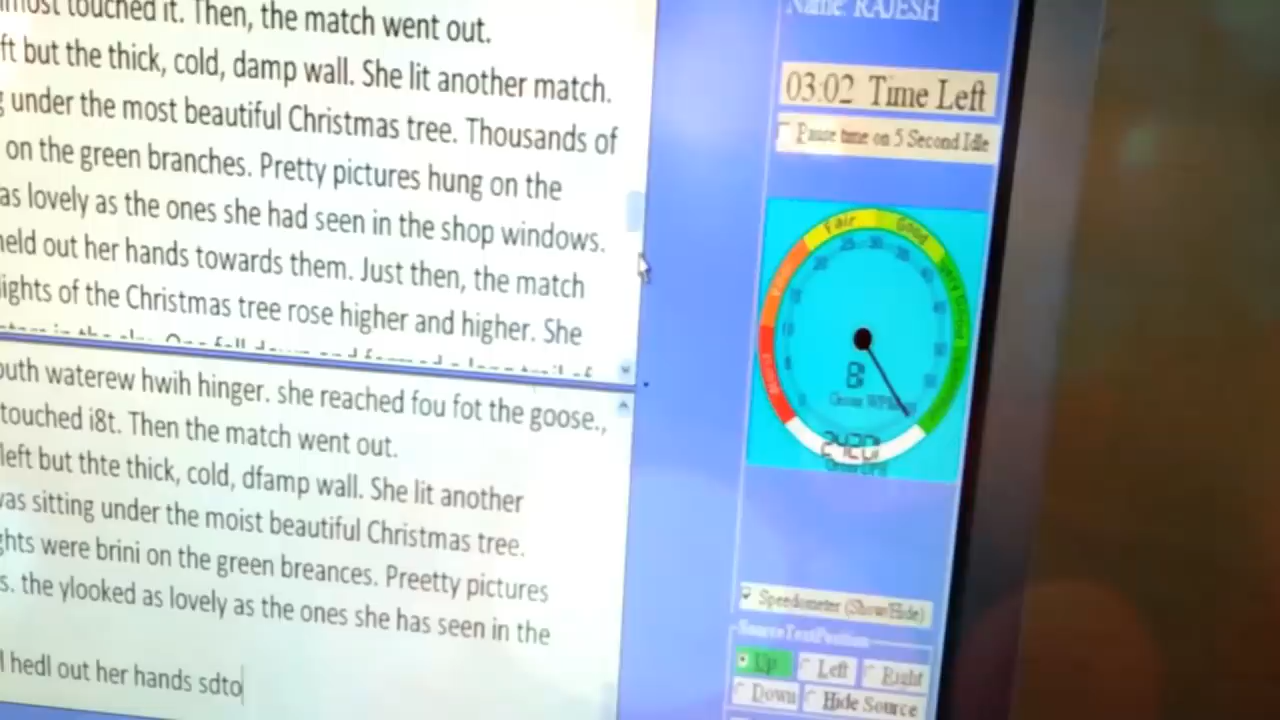 touched it. Then, the match went out.
ft but the thick, cold, damp wall. She lit another match.
under the most beautiful Christmas tree. Thousands of
on the green branches. Pretty pictures hung on the
as lovely as the ones she had seen in the shop windows.
held out her hands towards them. Just then, the match
lights of the Christmas tree rose higher and higher. She
outh waterew hwih hinger. she reached fou fot the goose.,
touched i8t. Then the match went out.
left but thte thick, cold, dfamp wall. She lit another
was sitting under the moist beautiful Christmas tree.
ghts were brini on the green breances. Preetty pictures
s. the ylooked as lovely as the ones she has seen in the
l hedl out her hands sdto
Name: RAJESH
03:02 Time Left
Pause time on 5 Second Idle
Fair Good
8
Gross WPM
2420
Speedometer (Show/Hide)
SourceTextPosition
Up Left Right
Down Hide Source